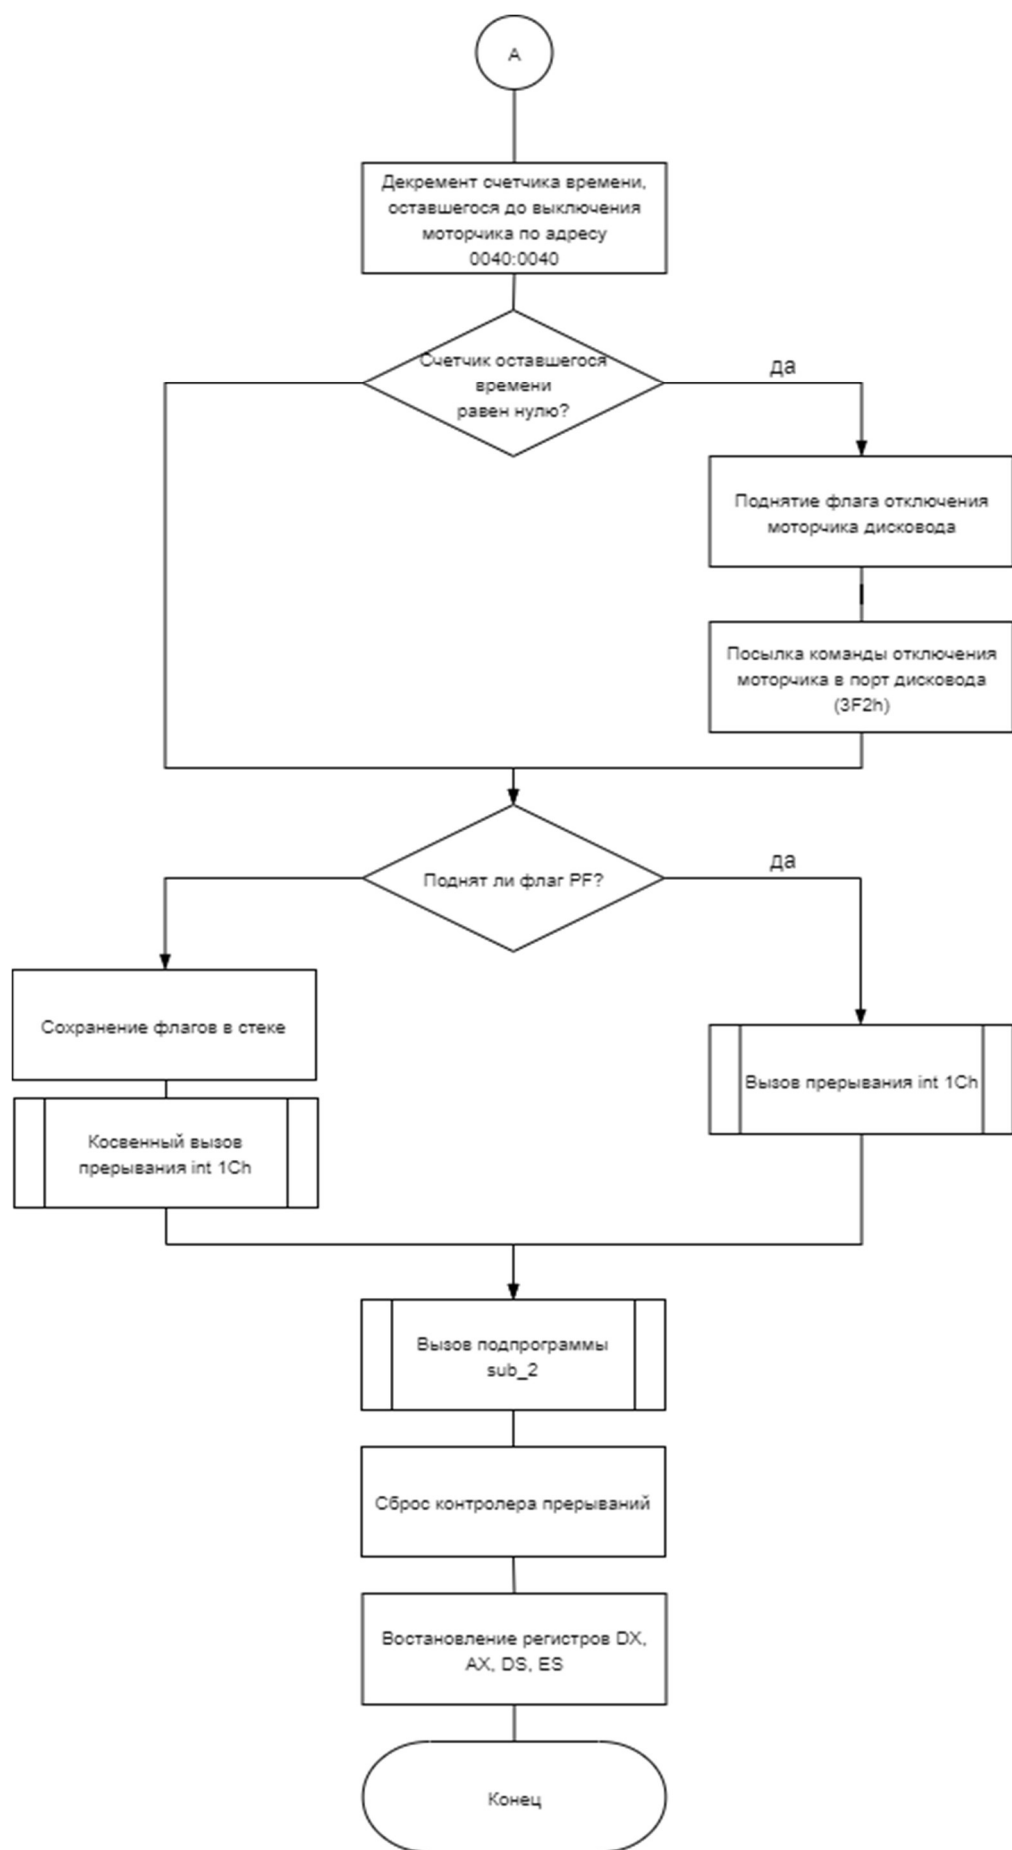 А
Декремент счетчика времени,
оставшегося до выключения
моторчика по адресу
0040:0040
Счетчик оставшегося
времени
равен нулю?
да
Поднятие флага отключения
моторчика дисковода
Посылка команды отключения
моторчика в порт дисковода
(3F2h)
Поднят ли флаг PF?
да
Сохранение флагов в стеке
Вызов прерывания int 1Ch
Косвенный вызов
прерывания int 1Ch
Вызов подпрограммы
sub_2
Сброс контролера прерываний
Востановление регистров DX,
AX, DS, ES
Конец